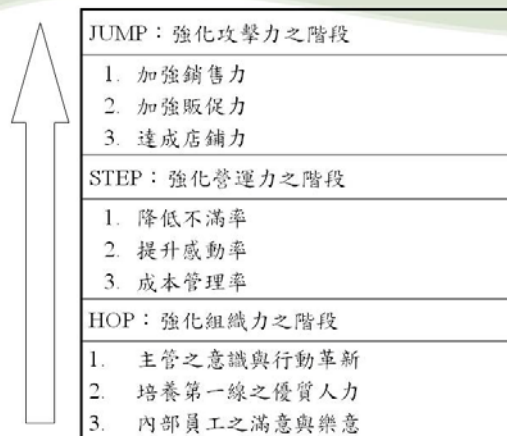 JUMP：強化攻擊力之階段
1. 加強銷售力
2. 加強販促力
3. 達成店鋪力
STEP：強化營運力之階段
1. 降低不滿率
2. 提升感動率
3. 成本管理率
HOP：強化組織力之階段
1. 主管之意識與行動革新
2. 培養第一線之優質人力
3. 內部員工之滿意與樂意